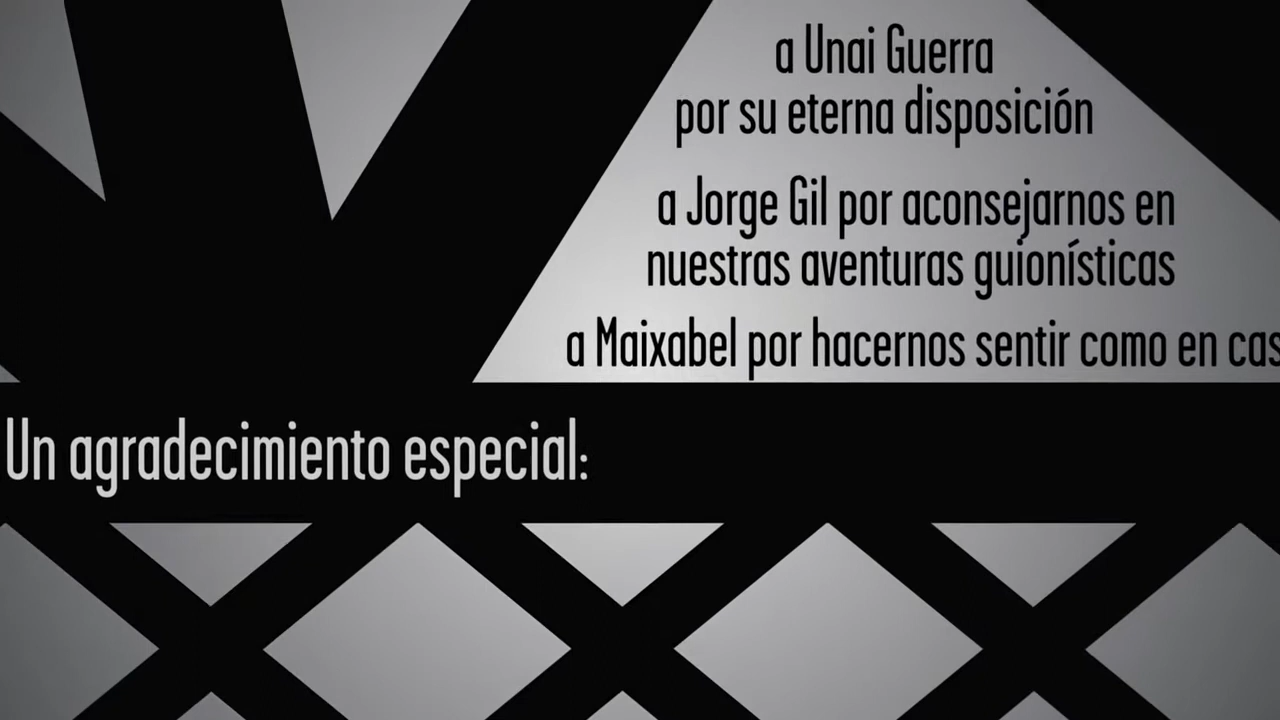 a Unai Guerra
por su eterna disposición
a Jorge Gil por aconsejarnos en
nuestras aventuras guionísticas
a Maixabel por hacernos sentir como en cas
Un agradecimiento especial: